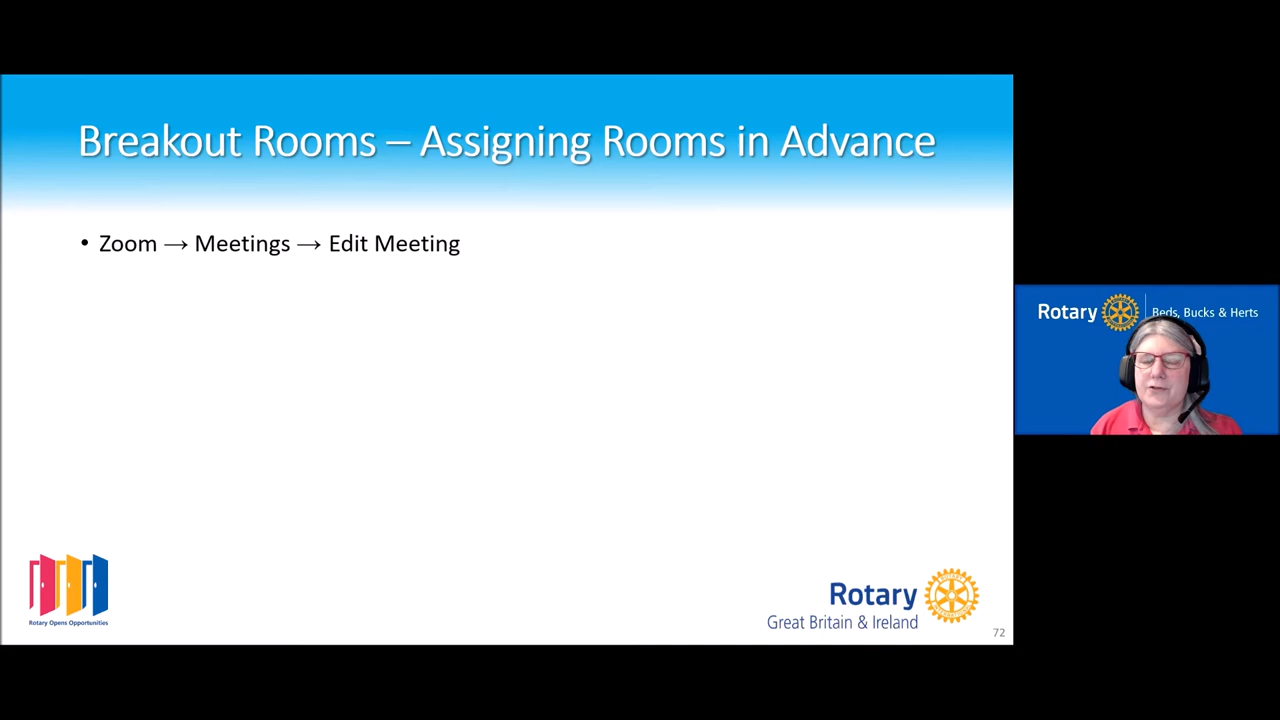 Breakout Rooms – Assigning Rooms in Advance
• Zoom → Meetings → Edit Meeting
Rotary Opens Opportunities
Rotary
Great Britain & Ireland
72
Rotary
Beds, Bucks & Herts